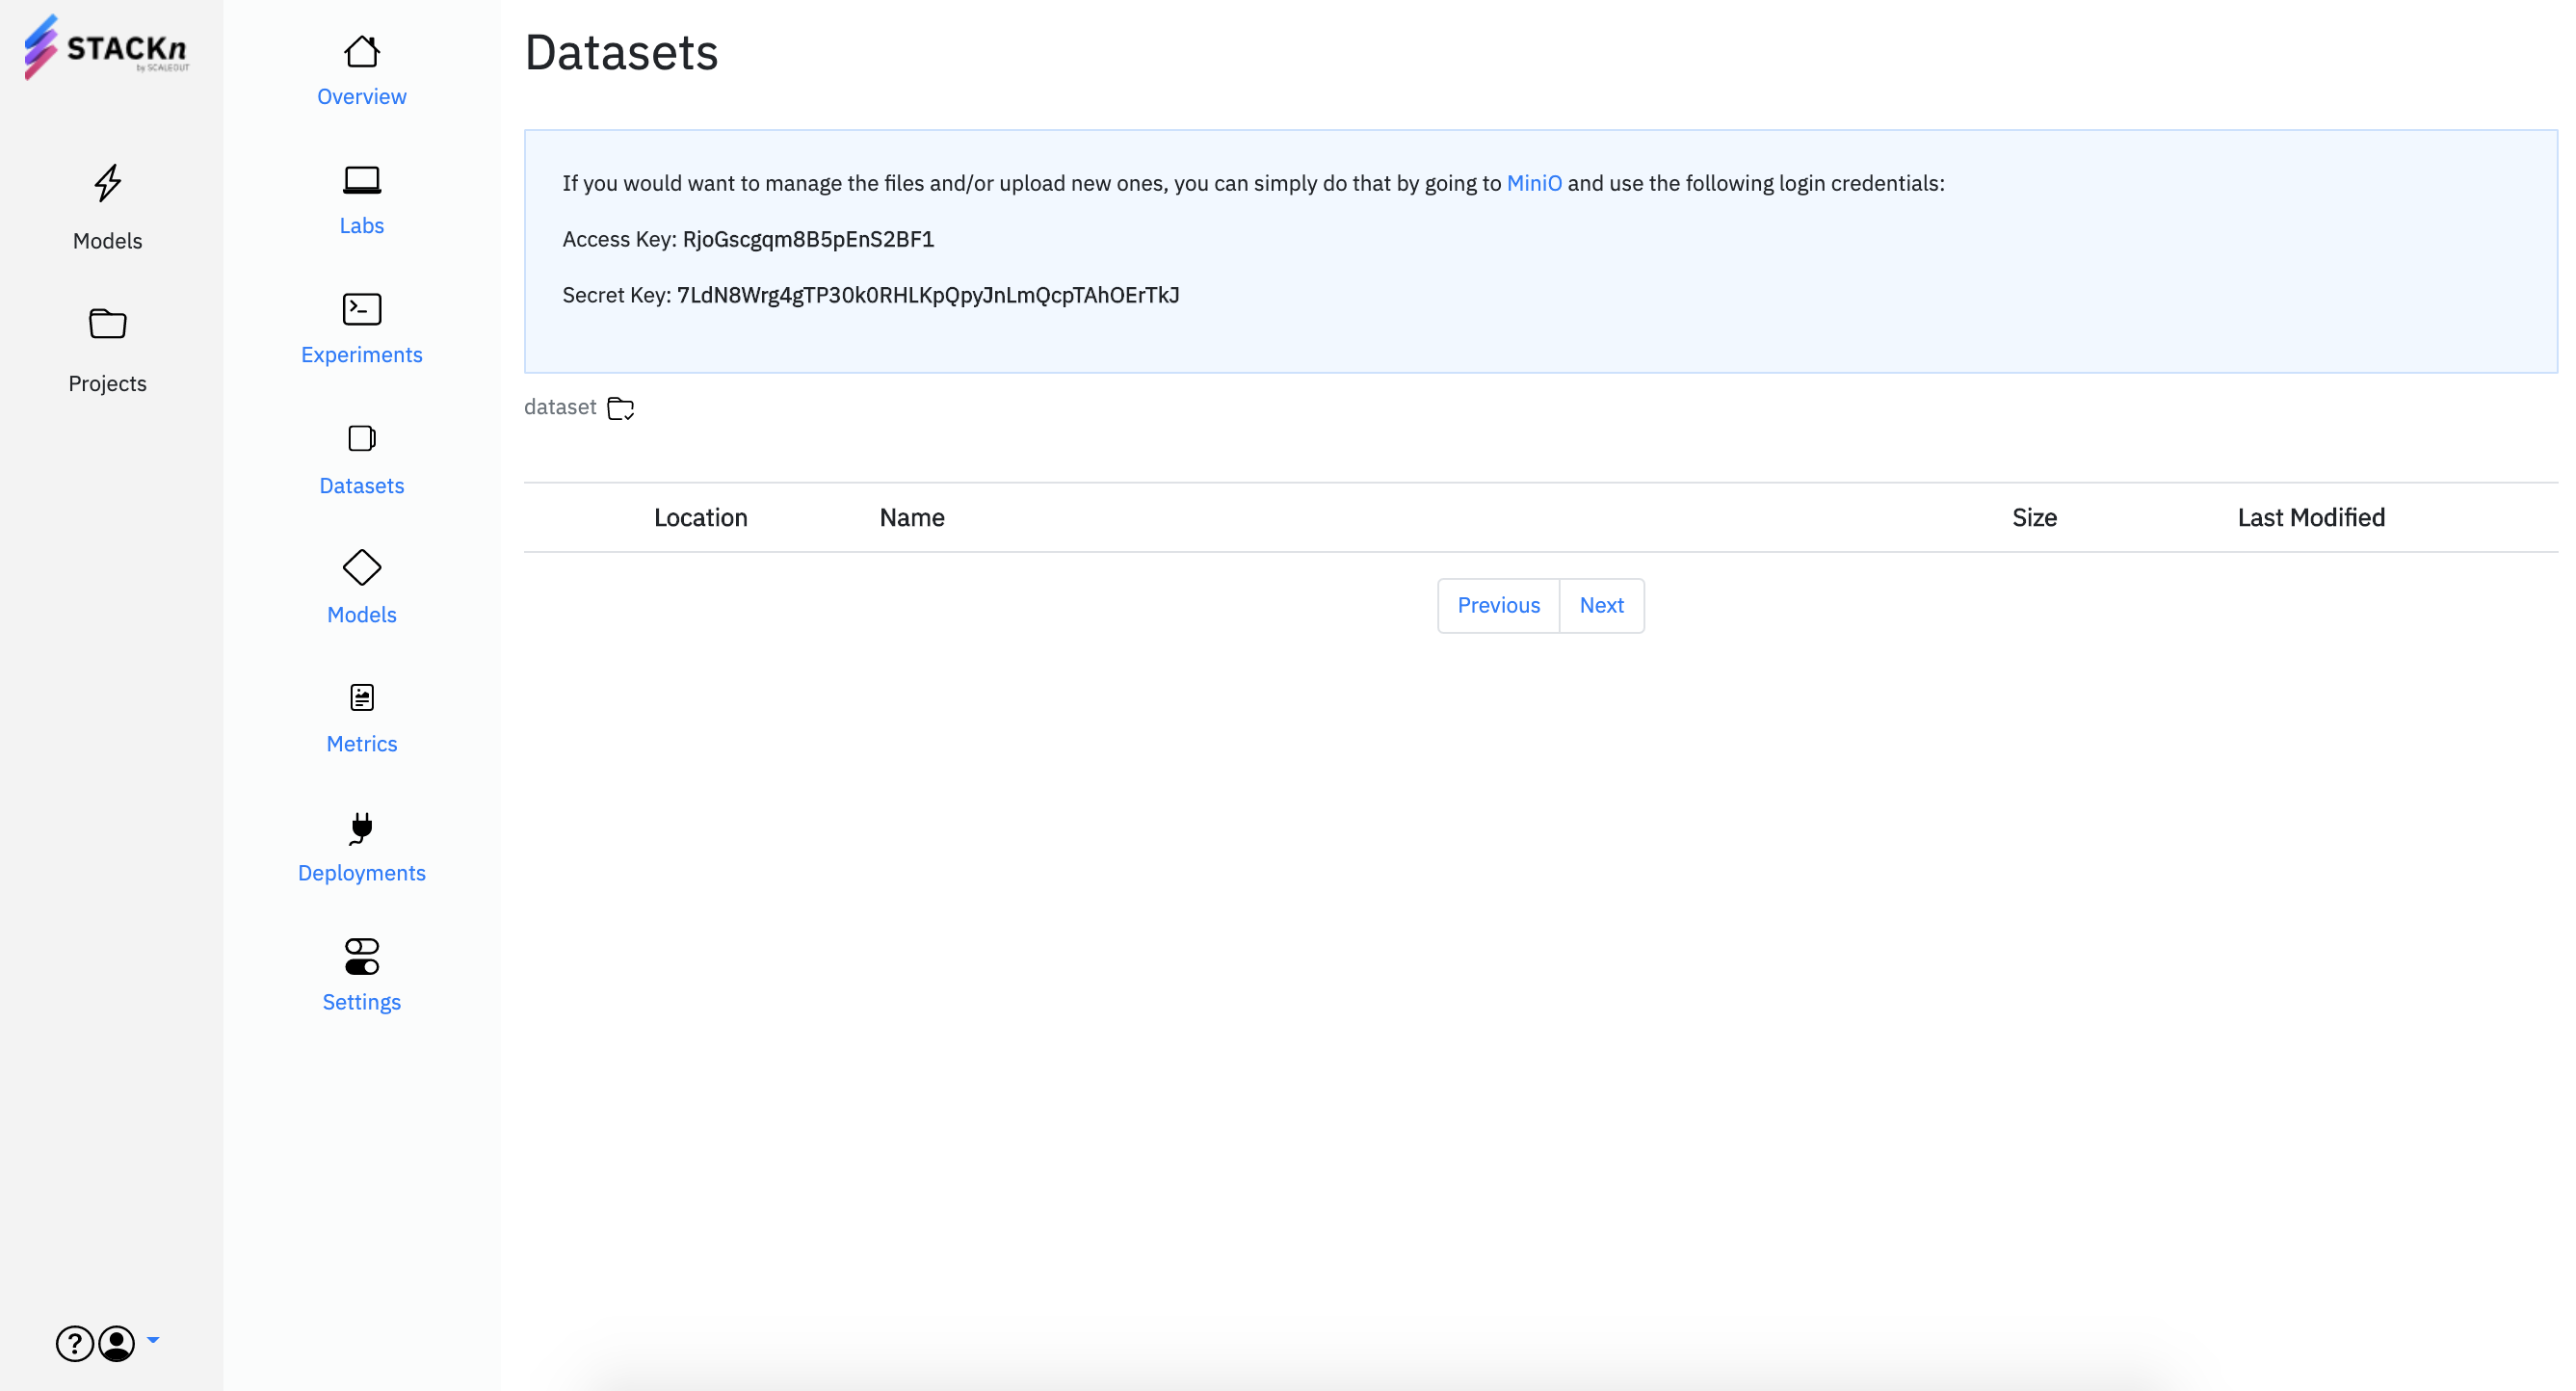 STACKn
by SCALEOUT
Models
Projects
Overview
Labs
Experiments
Datasets
Models
Metrics
Deployments
Settings
Datasets
If you would want to manage the files and/or upload new ones, you can simply do that by going to MiniO and use the following login credentials:
Access Key: RjoGscgqm8B5pEnS2BF1
Secret Key: 7LdN8Wrg4gTP30k0RHLKpQpyJnLmQcpTAhOErTkJ
dataset
Location Name Size Last Modified
Previous Next
?